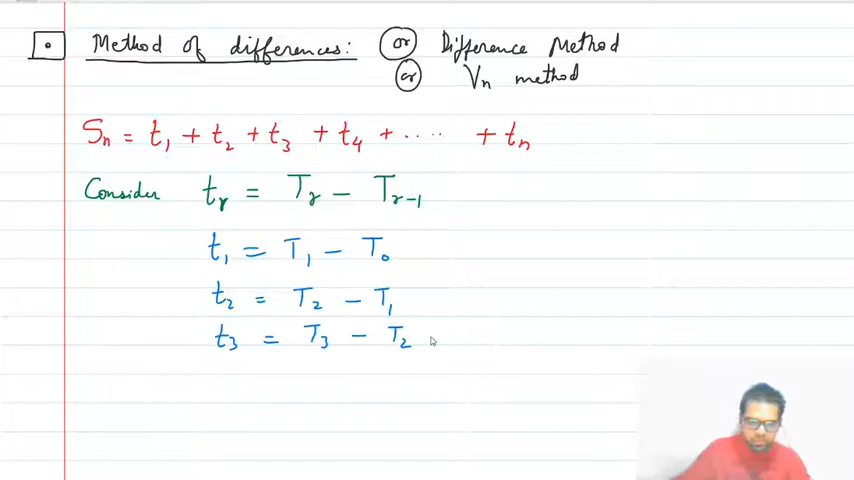 Method of differences: or Difference Method
or Vn method
Sn = t1 + t2 + t3 + t4 + ..... + tn
Consider tr = Tr - Tr-1
t1 = T1 - T0
t2 = T2 - T1
t3 = T3 - T2